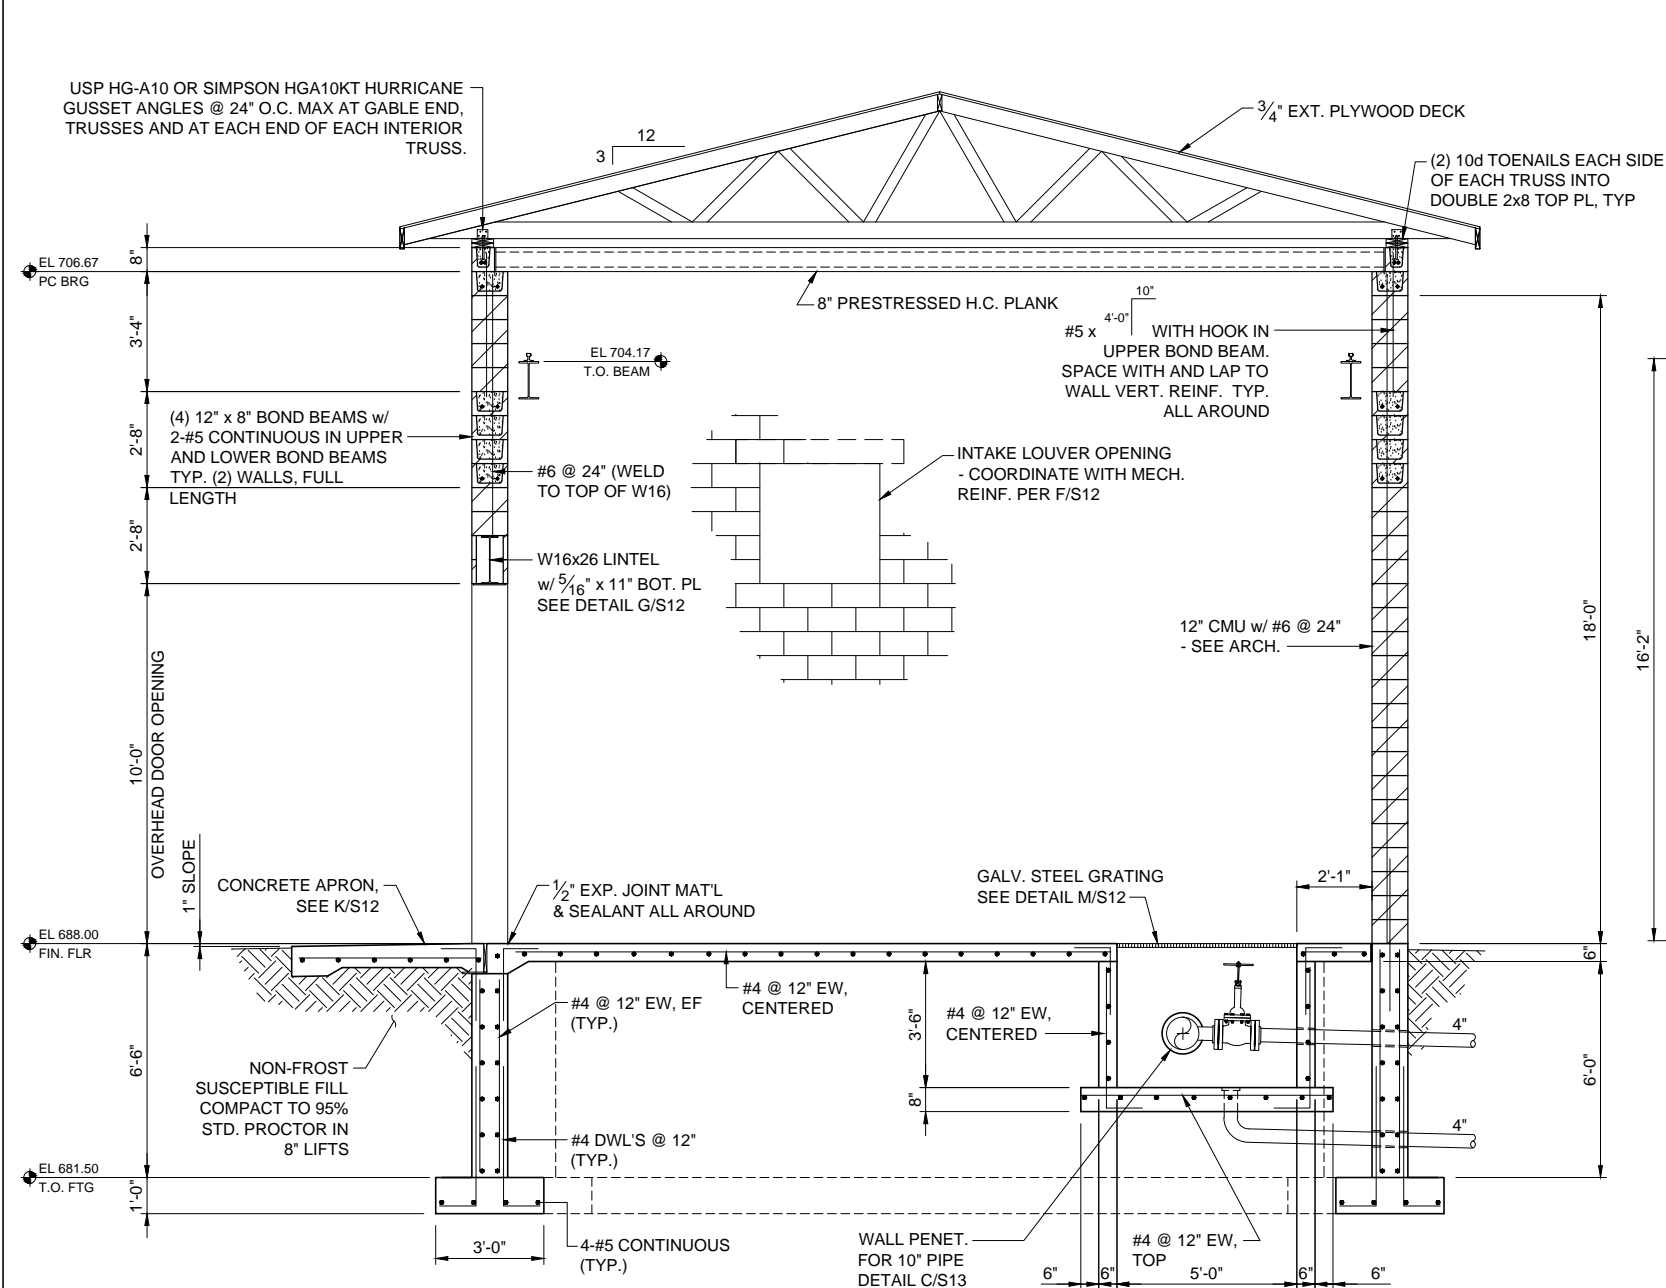 USP HG-A10 OR SIMPSON HGA10KT HURRICANE
GUSSET ANGLES @ 24" O.C. MAX AT GABLE END,
TRUSSES AND AT EACH END OF EACH INTERIOR
TRUSS.
12
3
3/4" EXT. PLYWOOD DECK
(2) 10d TOENAILS EACH SIDE
OF EACH TRUSS INTO
DOUBLE 2x8 TOP PL, TYP
8"
EL 706.67
PC BRG
8" PRESTRESSED H.C. PLANK
10"
4'-0"
#5 x WITH HOOK IN
UPPER BOND BEAM.
SPACE WITH AND LAP TO
WALL VERT. REINF. TYP.
ALL AROUND
3'-4"
EL 704.17
T.O. BEAM
(4) 12" x 8" BOND BEAMS w/
2-#5 CONTINUOUS IN UPPER
AND LOWER BOND BEAMS
TYP. (2) WALLS, FULL
LENGTH
2'-8"
#6 @ 24" (WELD
TO TOP OF W16)
INTAKE LOUVER OPENING
- COORDINATE WITH MECH.
REINF. PER F/S12
2'-8"
W16x26 LINTEL
w/ 5/16" x 11" BOT. PL
SEE DETAIL G/S12
12" CMU w/ #6 @ 24"
- SEE ARCH.
18'-0"
16'-2"
10'-0"
OVERHEAD DOOR OPENING
1" SLOPE
CONCRETE APRON,
SEE K/S12
1/2" EXP. JOINT MAT'L
& SEALANT ALL AROUND
GALV. STEEL GRATING
SEE DETAIL M/S12
2'-1"
EL 688.00
FIN. FLR
6"
#4 @ 12" EW, EF
(TYP.)
#4 @ 12" EW,
CENTERED
3'-6"
#4 @ 12" EW,
CENTERED
4"
6'-6"
NON-FROST
SUSCEPTIBLE FILL
COMPACT TO 95%
STD. PROCTOR IN
8" LIFTS
6'-0"
8"
#4 DWL'S @ 12"
(TYP.)
4"
EL 681.50
T.O. FTG
1'-0"
3'-0"
4-#5 CONTINUOUS
(TYP.)
WALL PENET.
FOR 10" PIPE
DETAIL C/S13
#4 @ 12" EW,
TOP
6" 6" 5'-0" 6" 6"